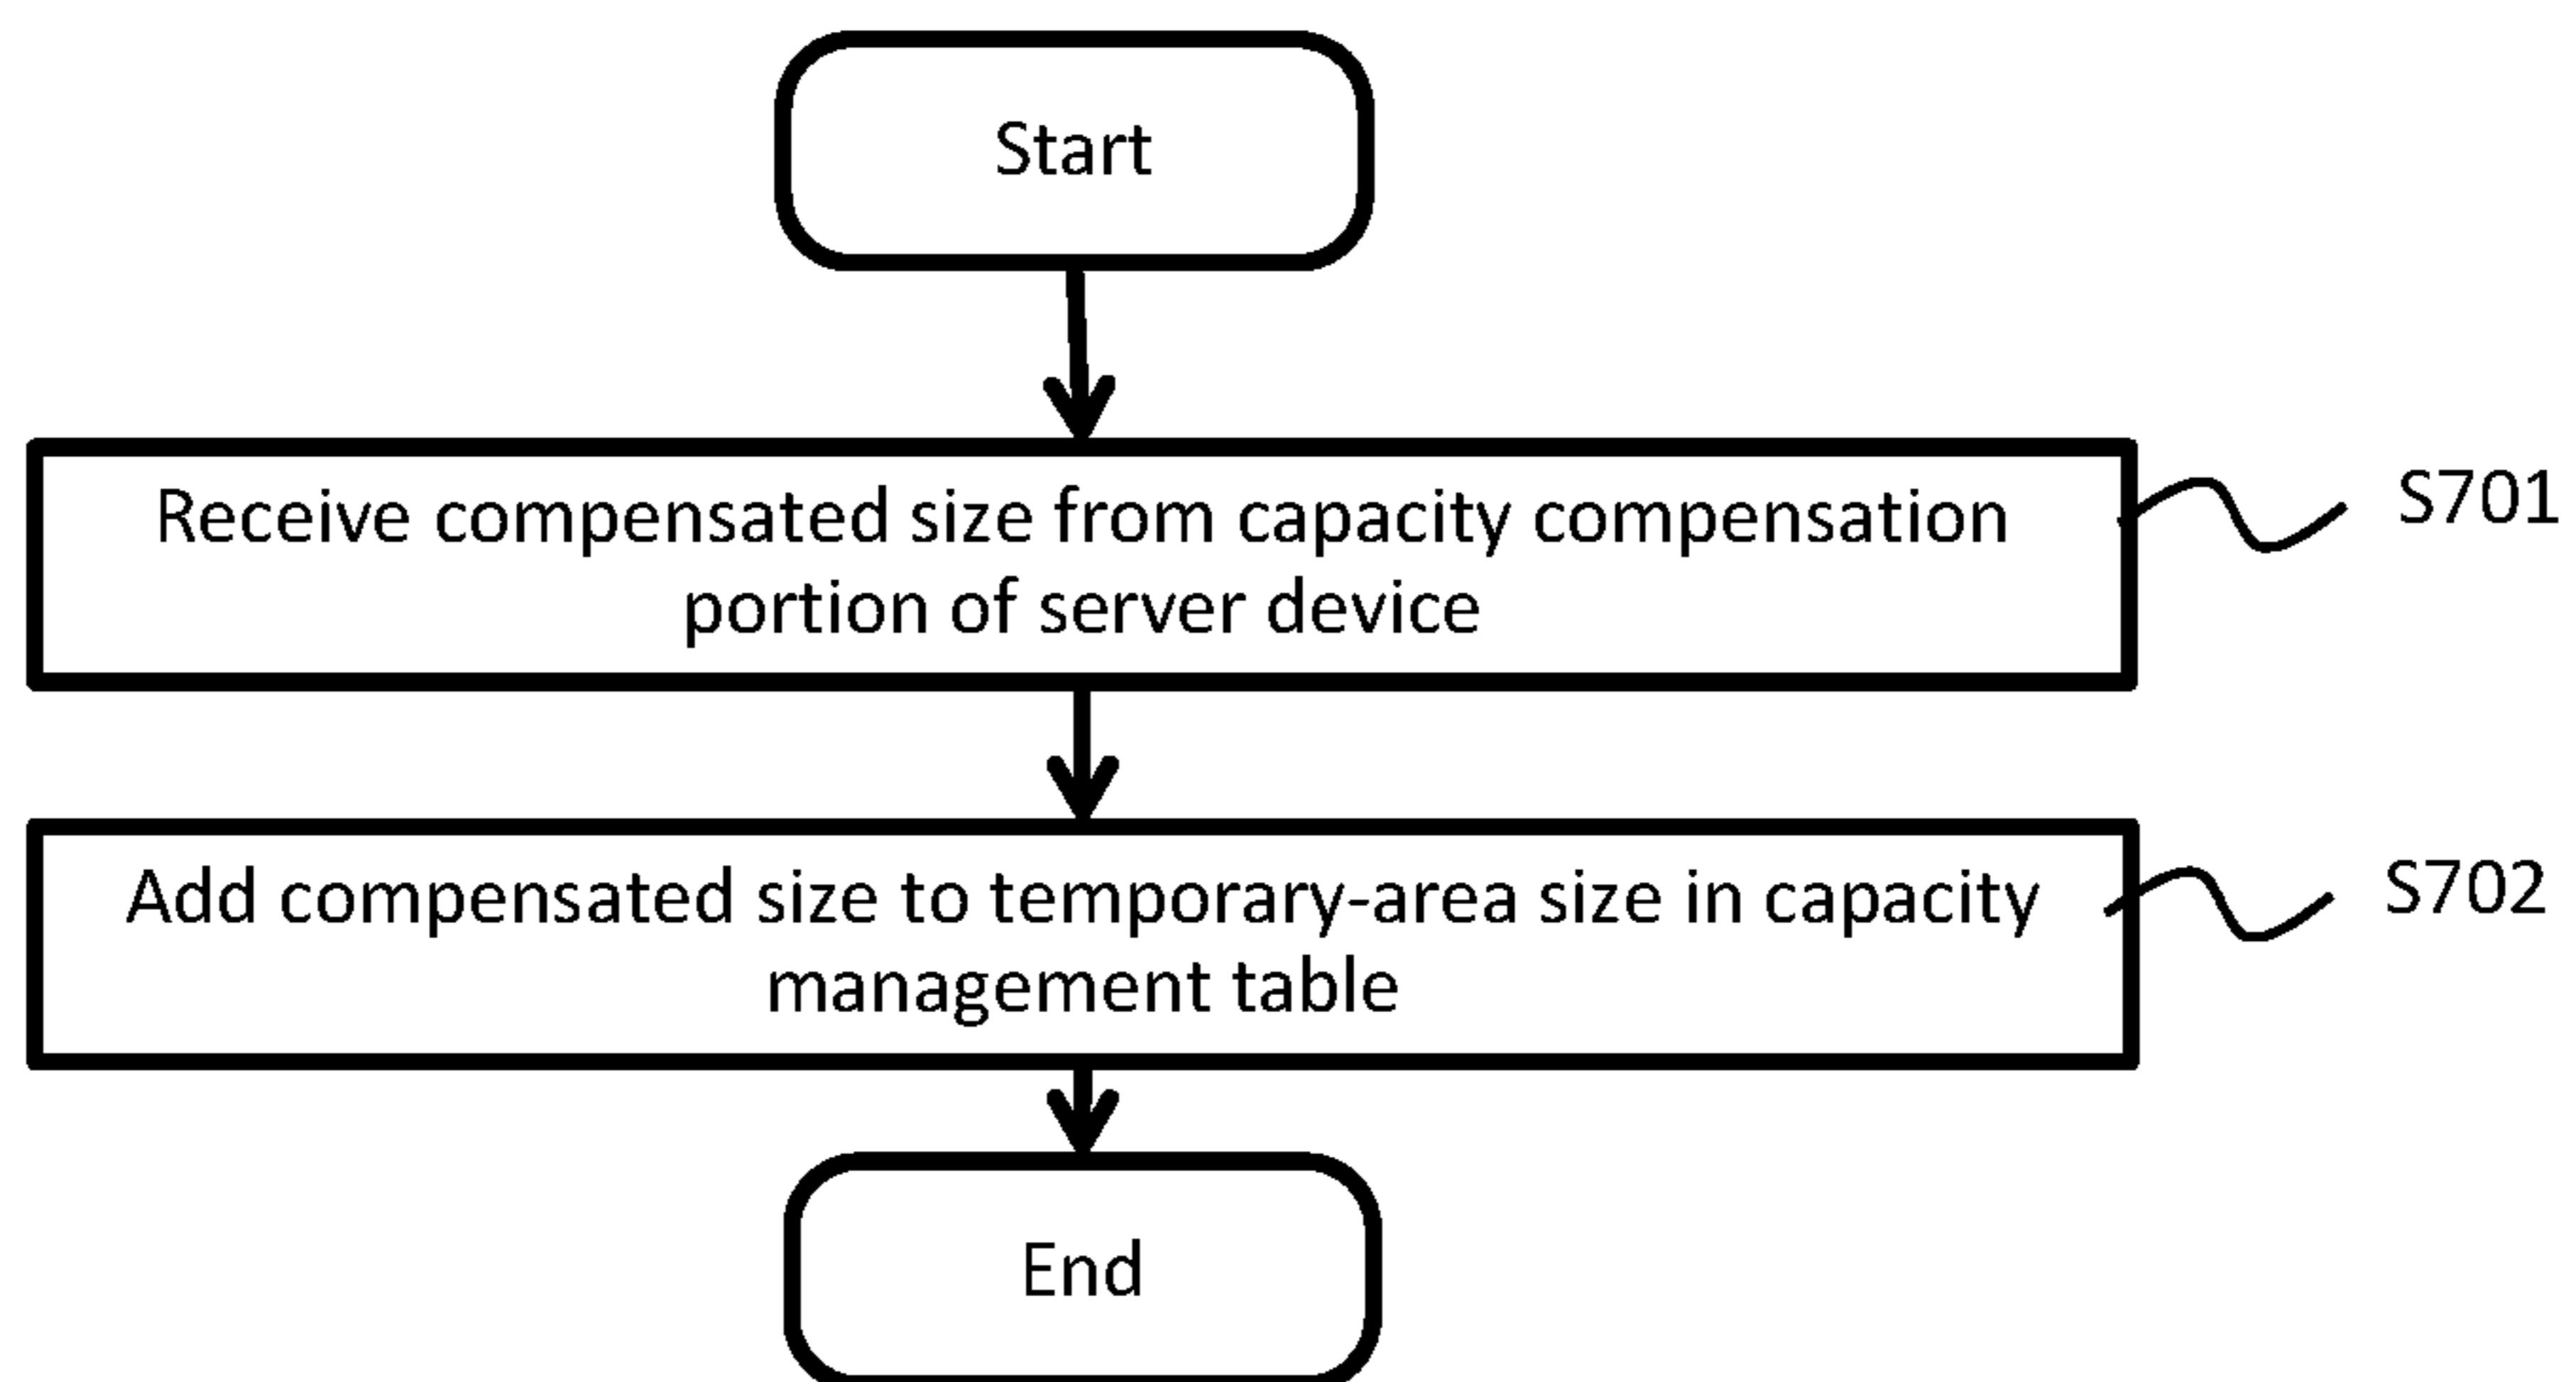 Start
Receive compensated size from capacity compensation
portion of server device
S701
Add compensated size to temporary-area size in capacity
management table
S702
End